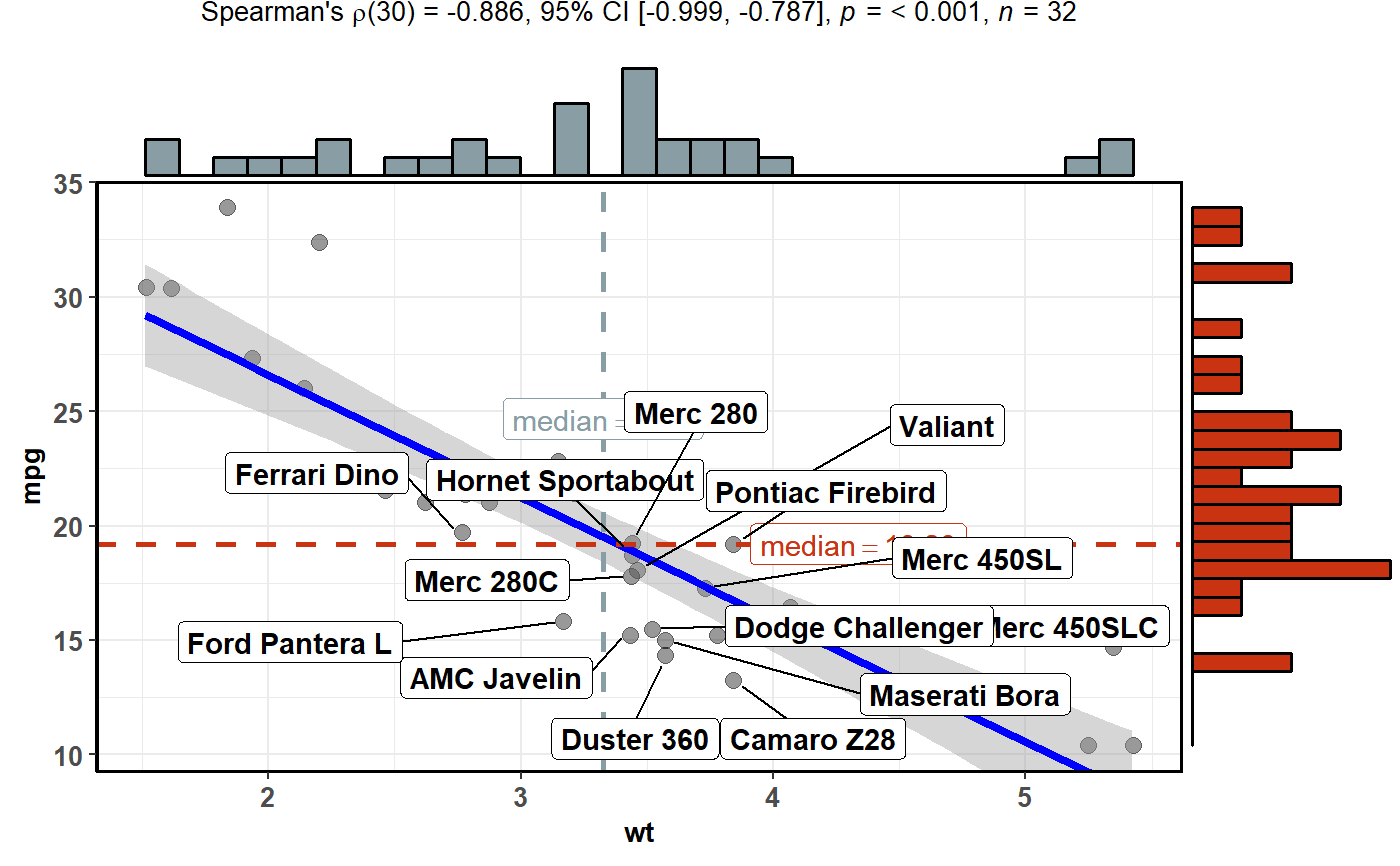 Spearman's ρ(30) = -0.886, 95% CI [-0.999, -0.787], p = < 0.001, n = 32
35
30
25
20
15
10
mpg
median =
Merc 280
Valiant
Ferrari Dino
Hornet Sportabout
Pontiac Firebird
median =
Merc 450SL
Merc 280C
Dodge Challenger
Merc 450SLC
Ford Pantera L
AMC Javelin
Maserati Bora
Duster 360
Camaro Z28
2
3
4
5
wt